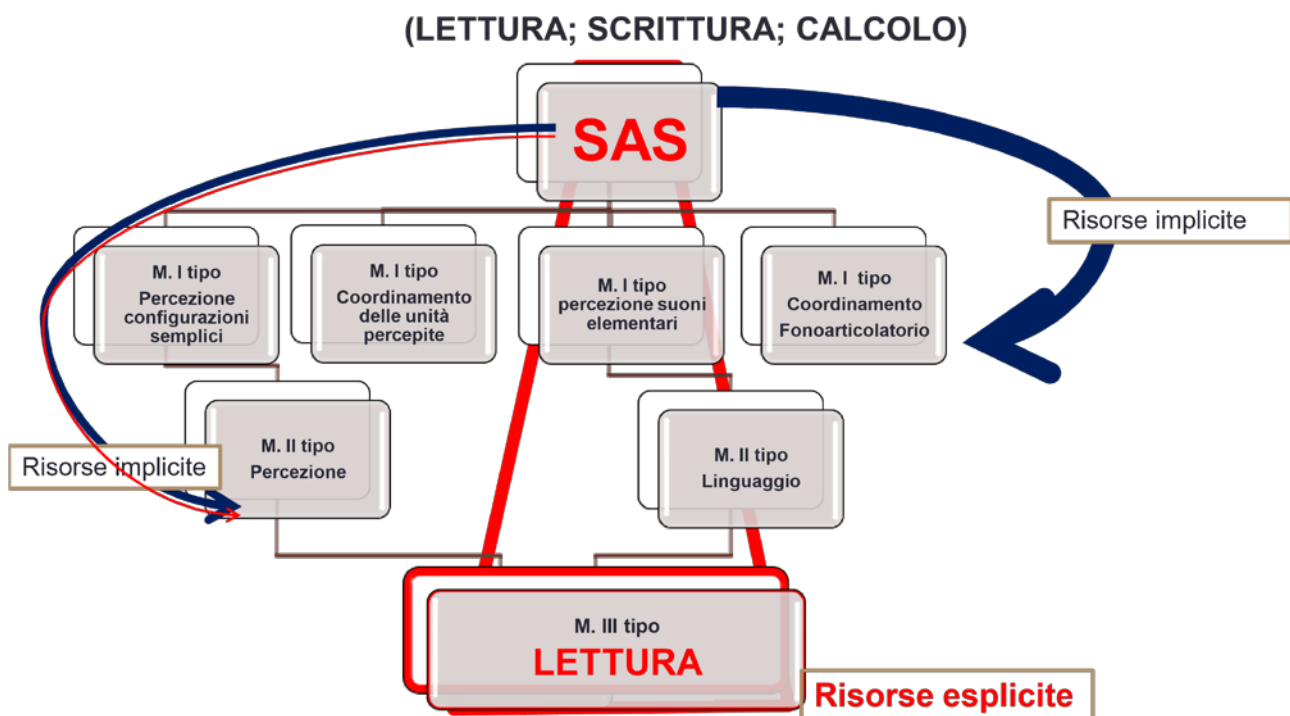 (LETTURA; SCRITTURA; CALCOLO)
SAS
Risorse implicite
M. I tipo
Percezione
configurazioni
semplici
M. I tipo
Coordinamento
delle unità
percepite
M. I tipo
percezione suoni
elementari
M. I tipo
Coordinamento
Fonoarticolatorio
Risorse implicite
M. II tipo
Percezione
M. II tipo
Linguaggio
M. III tipo
LETTURA
Risorse esplicite